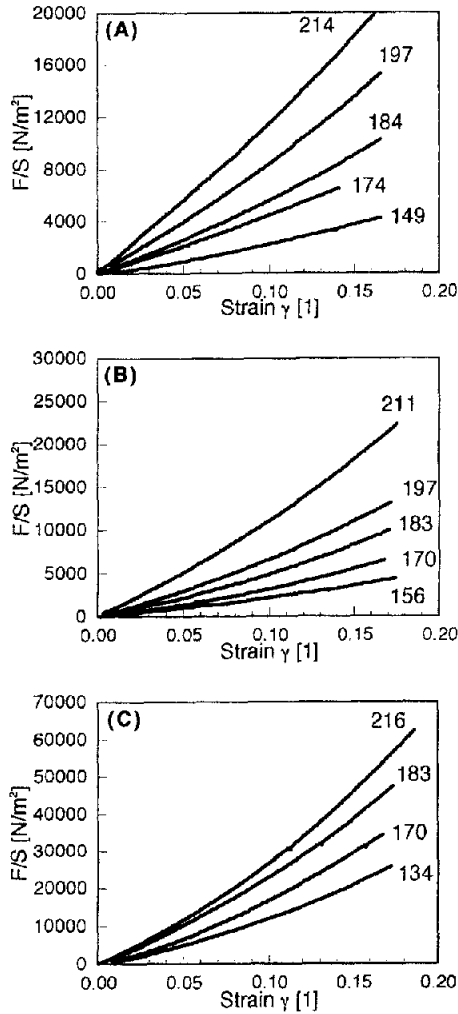 (A)
20000
16000
12000
8000
4000
0
F/S [N/m²]
214
197
184
174
149
0.00 0.05 0.10 0.15 0.20
Strain γ [1]
(B)
30000
25000
20000
15000
10000
5000
0
F/S [N/m²]
211
197
183
170
156
0.00 0.05 0.10 0.15 0.20
Strain γ [1]
(C)
70000
60000
50000
40000
30000
20000
10000
0
F/S [N/m²]
216
183
170
134
0.00 0.05 0.10 0.15 0.20
Strain γ [1]